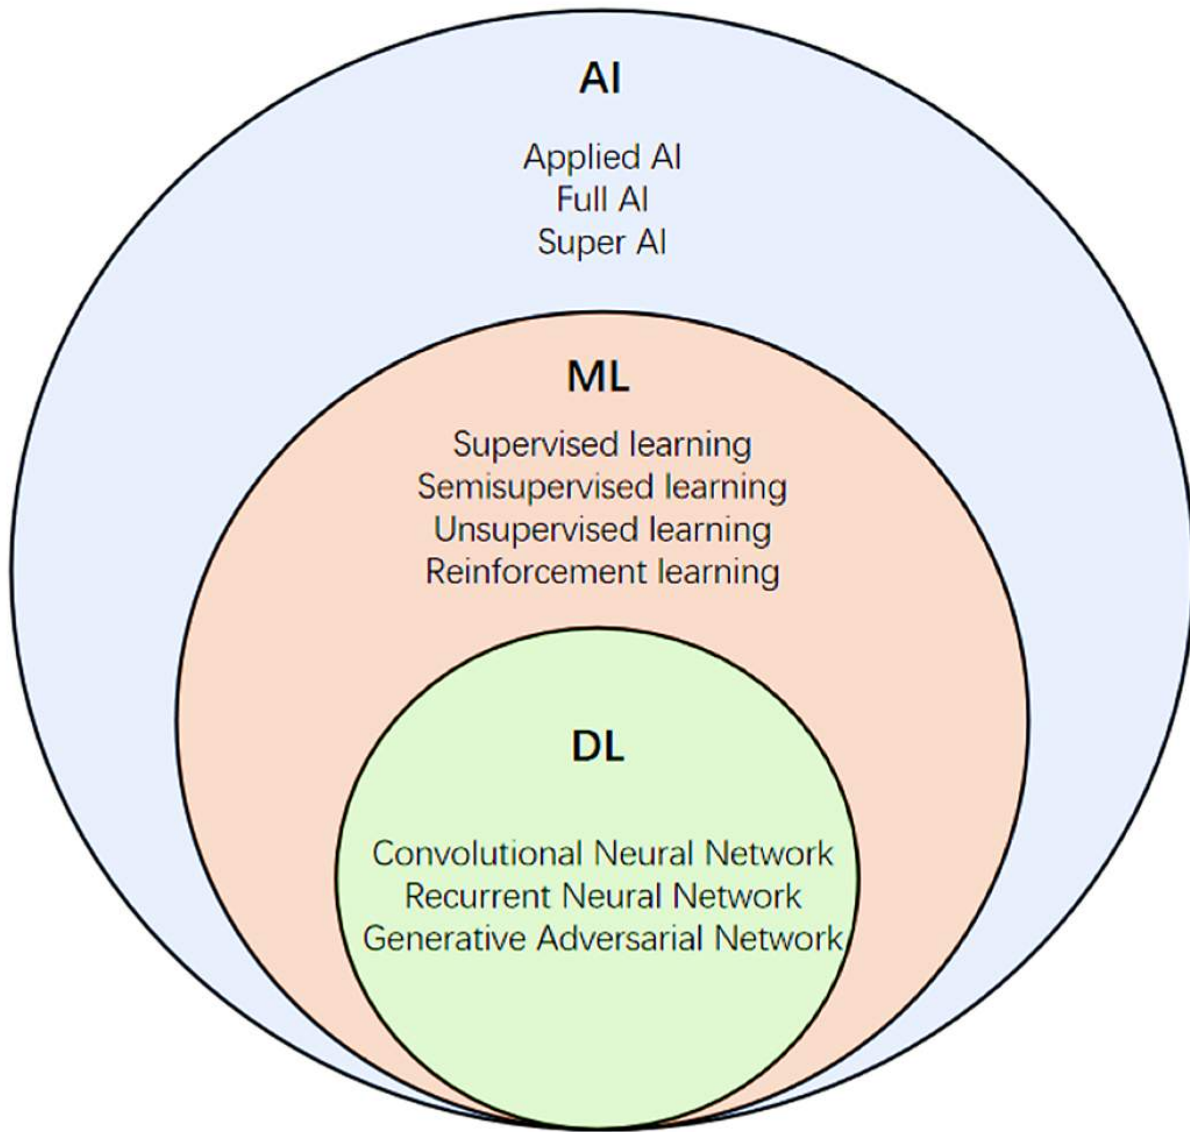 AI
Applied AI
Full AI
Super AI
ML
Supervised learning
Semisupervised learning
Unsupervised learning
Reinforcement learning
DL
Convolutional Neural Network
Recurrent Neural Network
Generative Adversarial Network